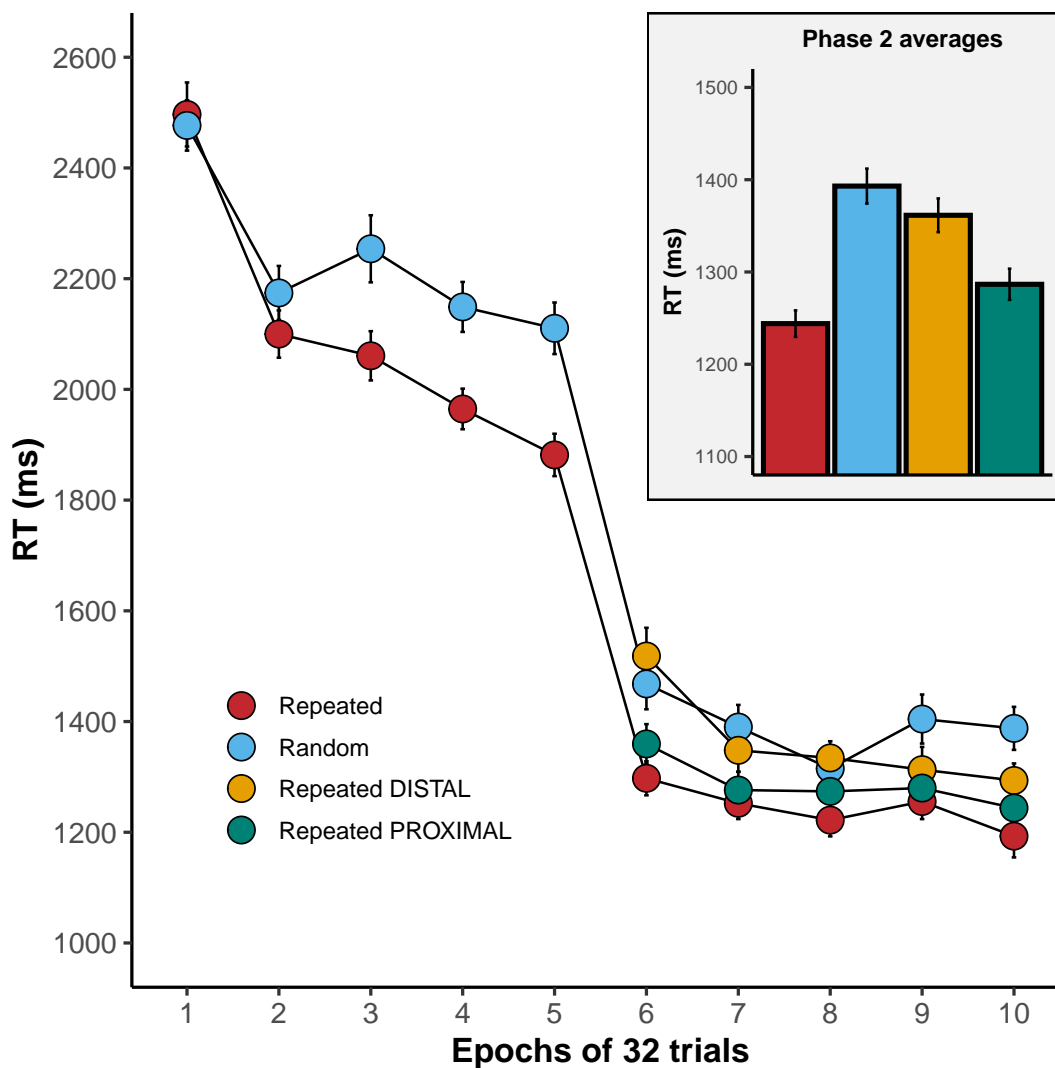 Phase 2 averages
1500
1400
1300
1200
1100
RT (ms)
2600
2400
2200
2000
1800
1600
1400
1200
1000
RT (ms)
Repeated
Random
Repeated DISTAL
Repeated PROXIMAL
1 2 3 4 5 6 7 8 9 10
Epochs of 32 trials